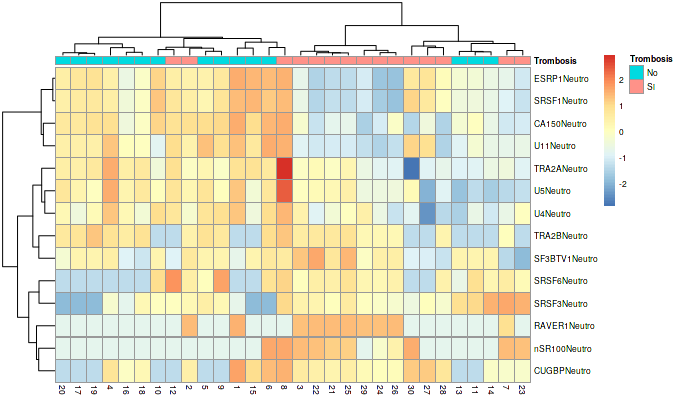 Trombosis
ESRP1Neutro
SRSF1Neutro
CA150Neutro
U11Neutro
TRA2ANeutro
U5Neutro
U4Neutro
TRA2BNeutro
SF3BTV1Neutro
SRSF6Neutro
SRSF3Neutro
RAVER1Neutro
nSR100Neutro
CUGBPNeutro
20 17 19 4 16 18 10 12 2 5 9 1 15 6 8 3 22 21 25 29 24 26 30 27 28 13 11 14 7 23
2
1
0
-1
-2
Trombosis
No
Si